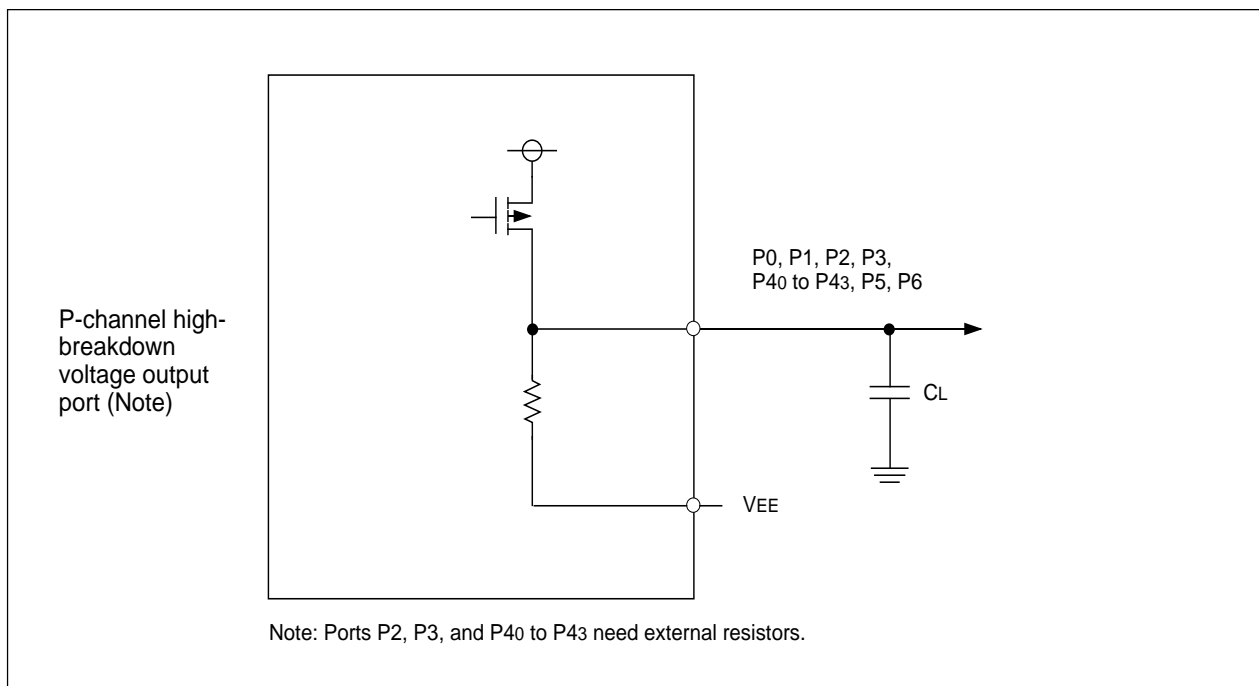 P0, P1, P2, P3,
P40 to P43, P5, P6
P-channel high-
breakdown
voltage output
port (Note)
CL
VEE
Note: Ports P2, P3, and P40 to P43 need external resistors.